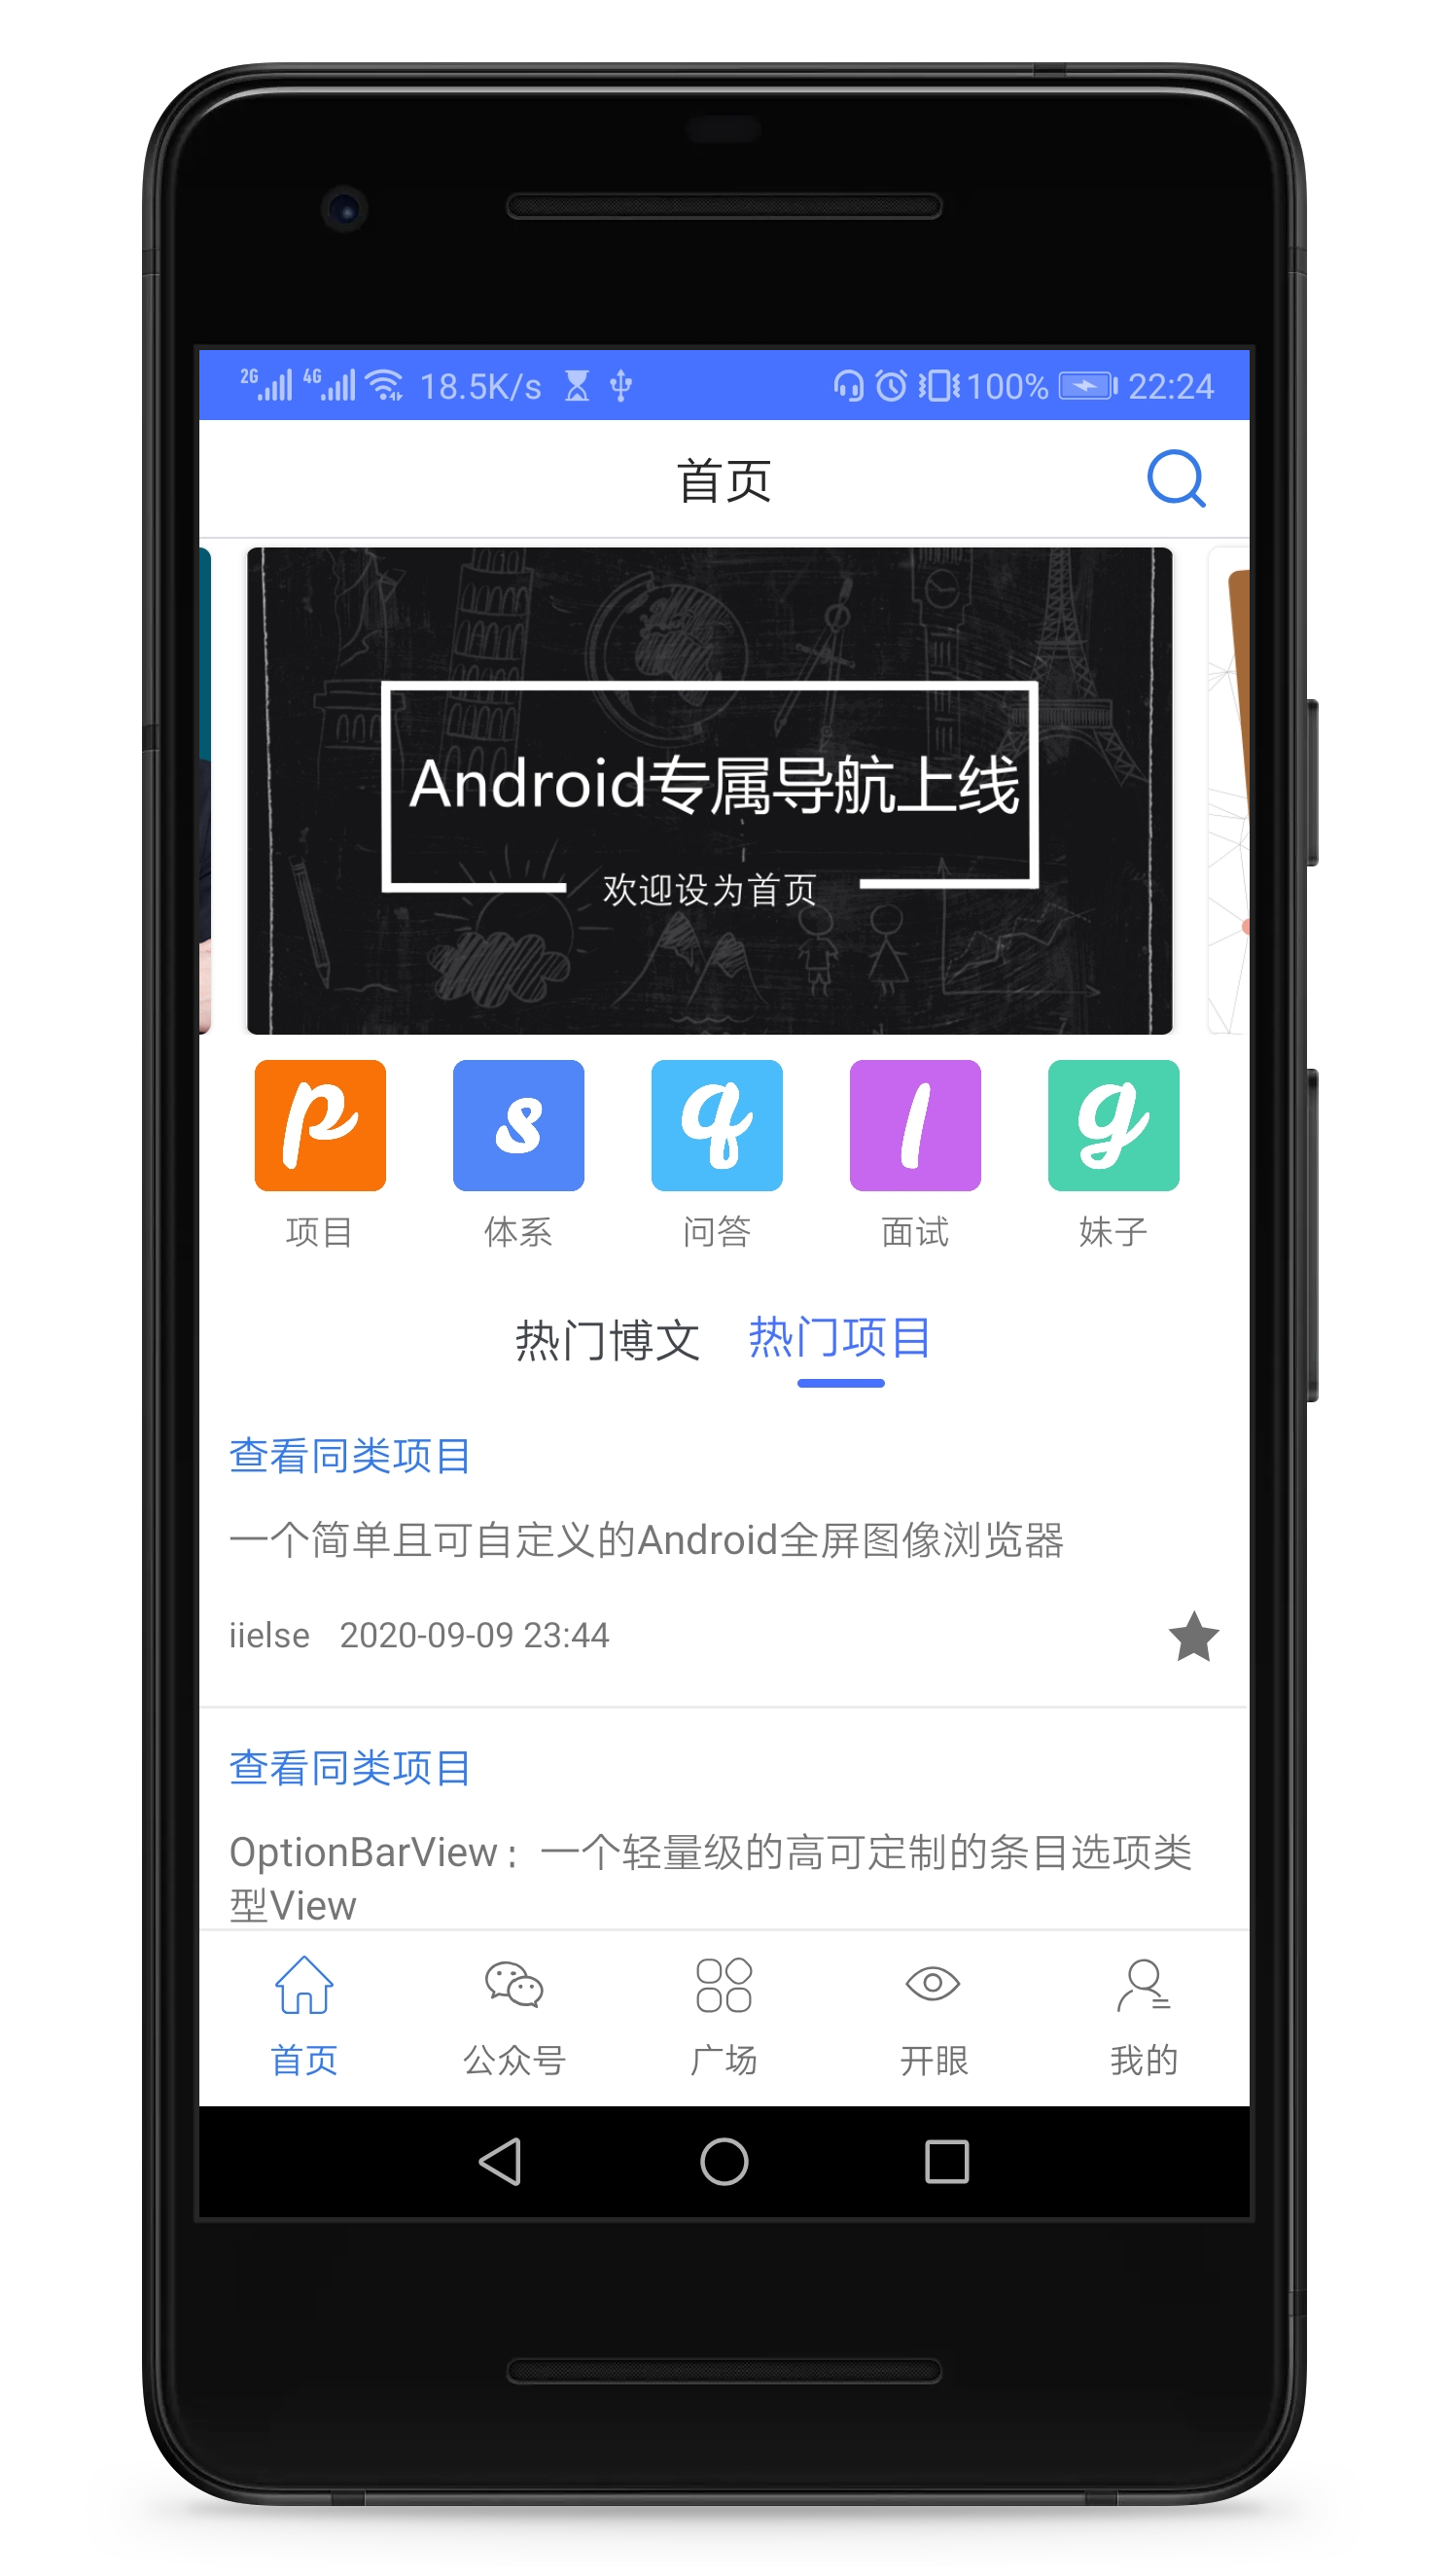 2G 4G 18.5K/s 100% 22:24
首页
Android专属导航上线
欢迎设为首页
p s q l g
项目 体系 问答 面试 妹子
热门博文 热门项目
查看同类项目
一个简单且可自定义的Android全屏图像浏览器
iielse 2020-09-09 23:44
查看同类项目
OptionBarView：一个轻量级的高可定制的条目选项类
型View
首页 公众号 广场 开眼 我的